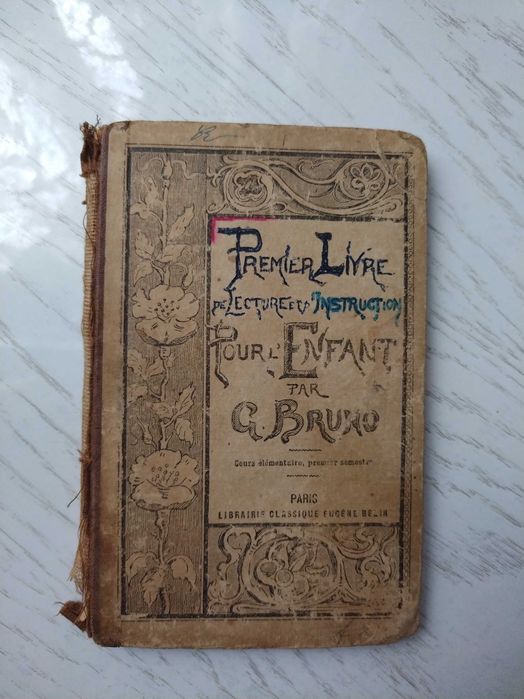 PREMIER LIVRE
DE LECTURE ET D'INSTRUCTION
POUR L'ENFANT
PAR
G. BRUNO
Cours élémentaire, premier semestre
PARIS
LIBRAIRIE CLASSIQUE EUGÈNE BELIN